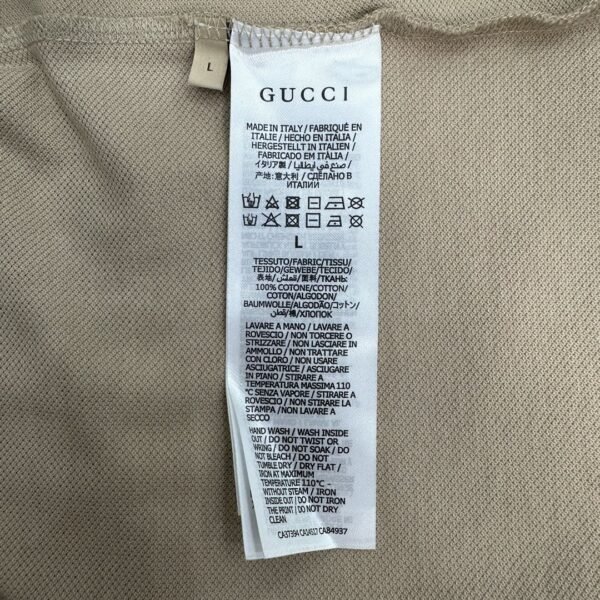 L
GUCCI
MADE IN ITALY / FABRIQUÉ EN
ITALIE / HECHO EN ITALIA /
HERGESTELLT IN ITALIEN /
FABRICADO EM ITÁLIA /
イタリア製 / صنع في إيطاليا /
产地: 意大利 / СДЕЛАНО В
ИТАЛИИ
L
TESSUTO/FABRIC/TISSU/
TEJIDO/GEWEBE/TECIDO/
表地/قماش/面料/ТКАНЬ:
100% COTONE/COTTON/
COTON/ALGODON/
BAUMWOLLE/ALGODÃO/コットン/
قطن/棉/ХЛОПОК
LAVARE A MANO / LAVARE A
ROVESCIO / NON TORCERE O
STRIZZARE / NON LASCIARE IN
AMMOLLO / NON TRATTARE
CON CLORO / NON USARE
ASCIUGATRICE / ASCIUGARE
IN PIANO / STIRARE A
TEMPERATURA MASSIMA 110
°C SENZA VAPORE / STIRARE A
ROVESCIO / NON STIRARE LA
STAMPA / NON LAVARE A
SECCO
HAND WASH / WASH INSIDE
OUT / DO NOT TWIST OR
WRING / DO NOT SOAK / DO
NOT BLEACH / DO NOT
TUMBLE DRY / DRY FLAT /
IRON AT MAXIMUM
TEMPERATURE 110°C –
WITHOUT STEAM / IRON
INSIDE OUT / DO NOT IRON
THE PRINT / DO NOT DRY
CLEAN
CA37394 CA84937